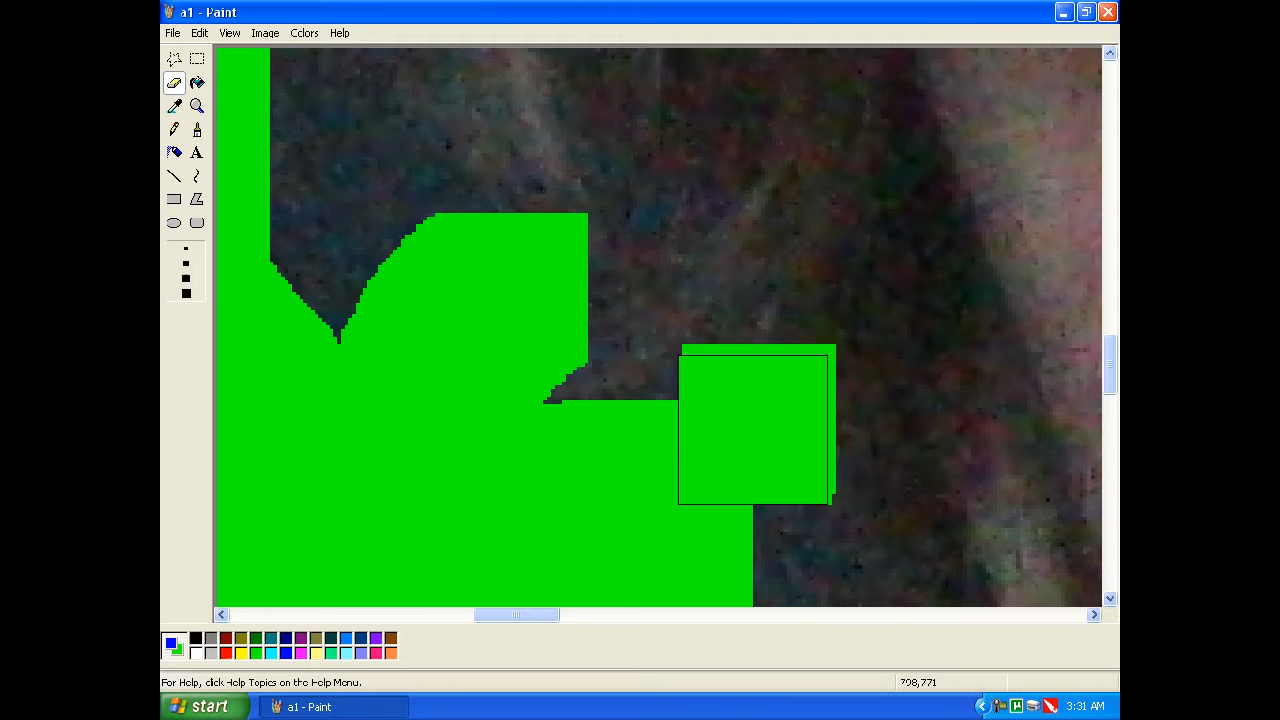 a1 - Paint
File Edit View Image Colors Help
A
For Help, click Help Topics on the Help Menu.
798,771
start
a1 - Paint
3:31 AM